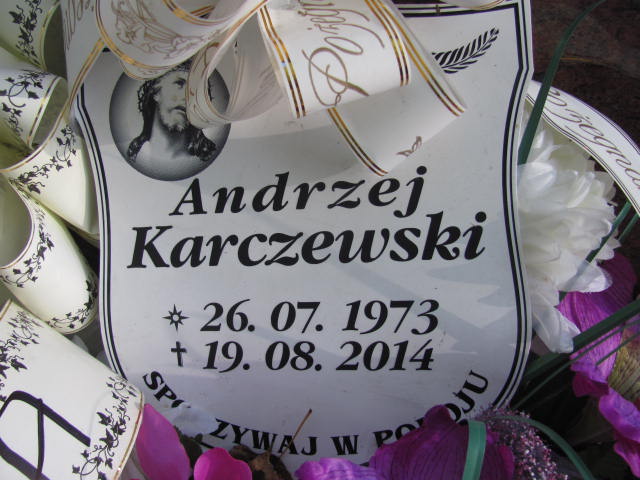 Andrzej
Karczewski
26. 07. 1973
19. 08. 2014
SPOCZYWAJ W POKOJU